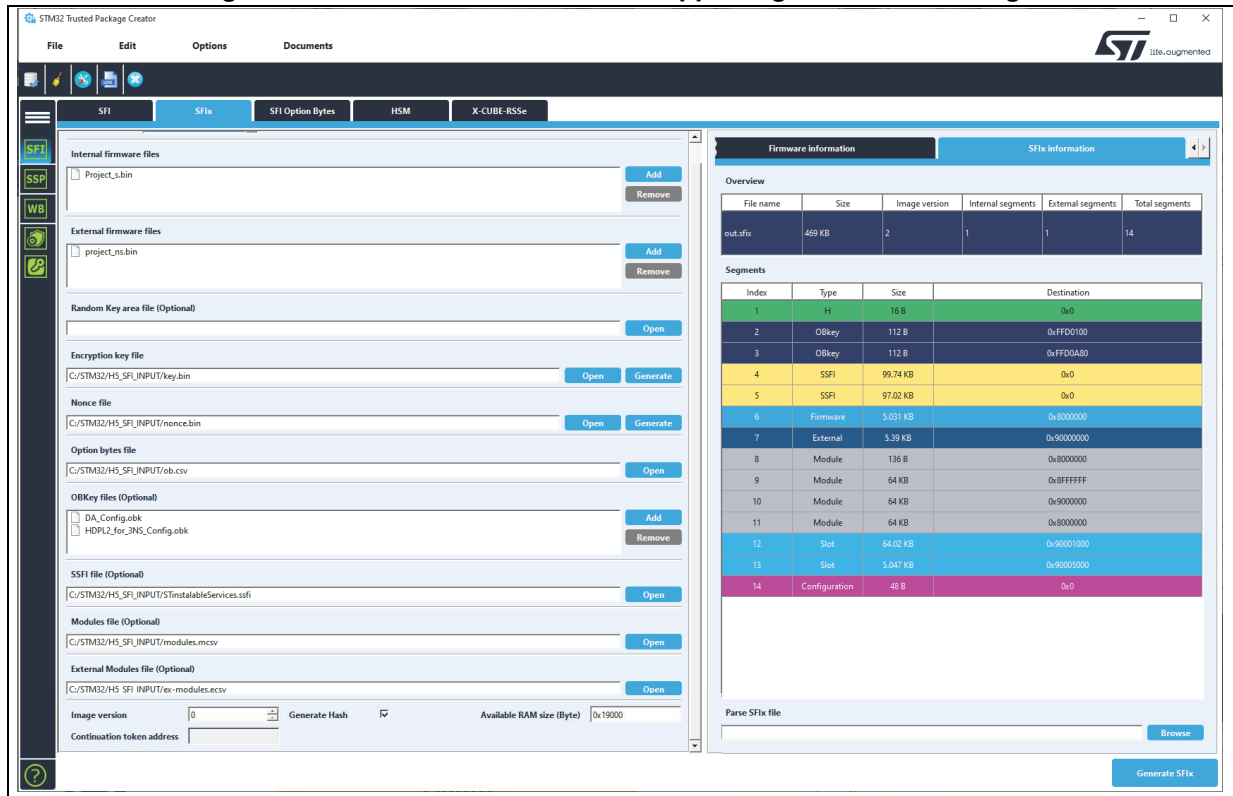 STM32 Trusted Package Creator
File Edit Options Documents
life.augmented
SFI SFIx SFI Option Bytes HSM X-CUBE-RSSe
SFI
SSP
WB
Internal firmware files
Project_s.bin
Add
Remove
External firmware files
project_ns.bin
Add
Remove
Random Key area file (Optional)
Open
Encryption key file
C:/STM32/H5_SFI_INPUT/key.bin Open Generate
Nonce file
C:/STM32/H5_SFI_INPUT/nonce.bin Open Generate
Option bytes file
C:/STM32/H5_SFI_INPUT/ob.csv Open
OBKey files (Optional)
DA_Config.obk
HDPL2_for_3NS_Config.obk
Add
Remove
SSFI file (Optional)
C:/STM32/H5_SFI_INPUT/STinstalableServices.ssfi Open
Modules file (Optional)
C:/STM32/H5_SFI_INPUT/modules.mcsv Open
External Modules file (Optional)
C:/STM32/H5 SFI INPUT/ex-modules.ecsv Open
Image version 0 Generate Hash Available RAM size (Byte) 0x19000
Continuation token address
Firmware information SFIx information
Overview
File name Size Image version Internal segments External segments Total segments
out.sfix 469 KB 2 1 1 14
Segments
Index Type Size Destination
1 H 16 B 0x0
2 OBkey 112 B 0xFFD0100
3 OBkey 112 B 0xFFD0A80
4 SSFI 99.74 KB 0x0
5 SSFI 97.02 KB 0x0
6 Firmware 5.031 KB 0x8000000
7 External 5.39 KB 0x90000000
8 Module 136 B 0x8000000
9 Module 64 KB 0x8FFFFFF
10 Module 64 KB 0x9000000
11 Module 64 KB 0x8000000
12 Slot 64.02 KB 0x90001000
13 Slot 5.047 KB 0x90005000
14 Configuration 48 B 0x0
Parse SFIx file
Browse
Generate SFIx